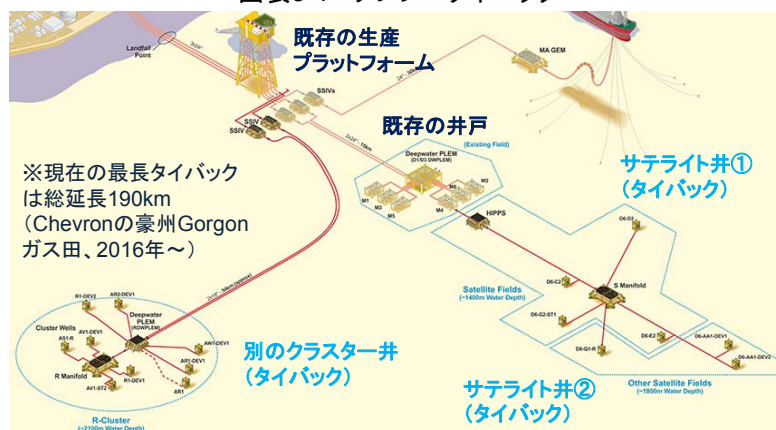 Landfall
Point
3x24"
既存の生産
プラットフォーム
SSIVs
MA GEM
SSIV
SSIV
既存の井戸
(Existing Field)
Deepwater PLEM
(D1/D3 DWPLEM)
M1
M3
M5
M6
M2
M4
HIPPS
サテライト井①
（タイバック）
※現在の最長タイバック
は総延長190km
（Chevronの豪州Gorgon
ガス田、2016年～）
D6-D2
Satellite Fields
(~1400m Water Depth)
D6-C2
S Manifold
D6-G2-ST1
D6-E2
D6-Q1-R
D6-AA1-DEV1
D6-AA1-DEV2
Other Satellite Fields
(~1800m Water Depth)
サテライト井②
（タイバック）
別のクラスター井
（タイバック）
R1-DEV2
AR2-DEV1
Deepwater
PLEM
(RDWPLEM)
Cluster Wells
AV1-DEV1
AS1-R
R Manifold
AV1-ST2
R1-DEV1
AW1-DEV1
AR1-DEV1
AR1
R-Cluster
(~2100m Water Depth)